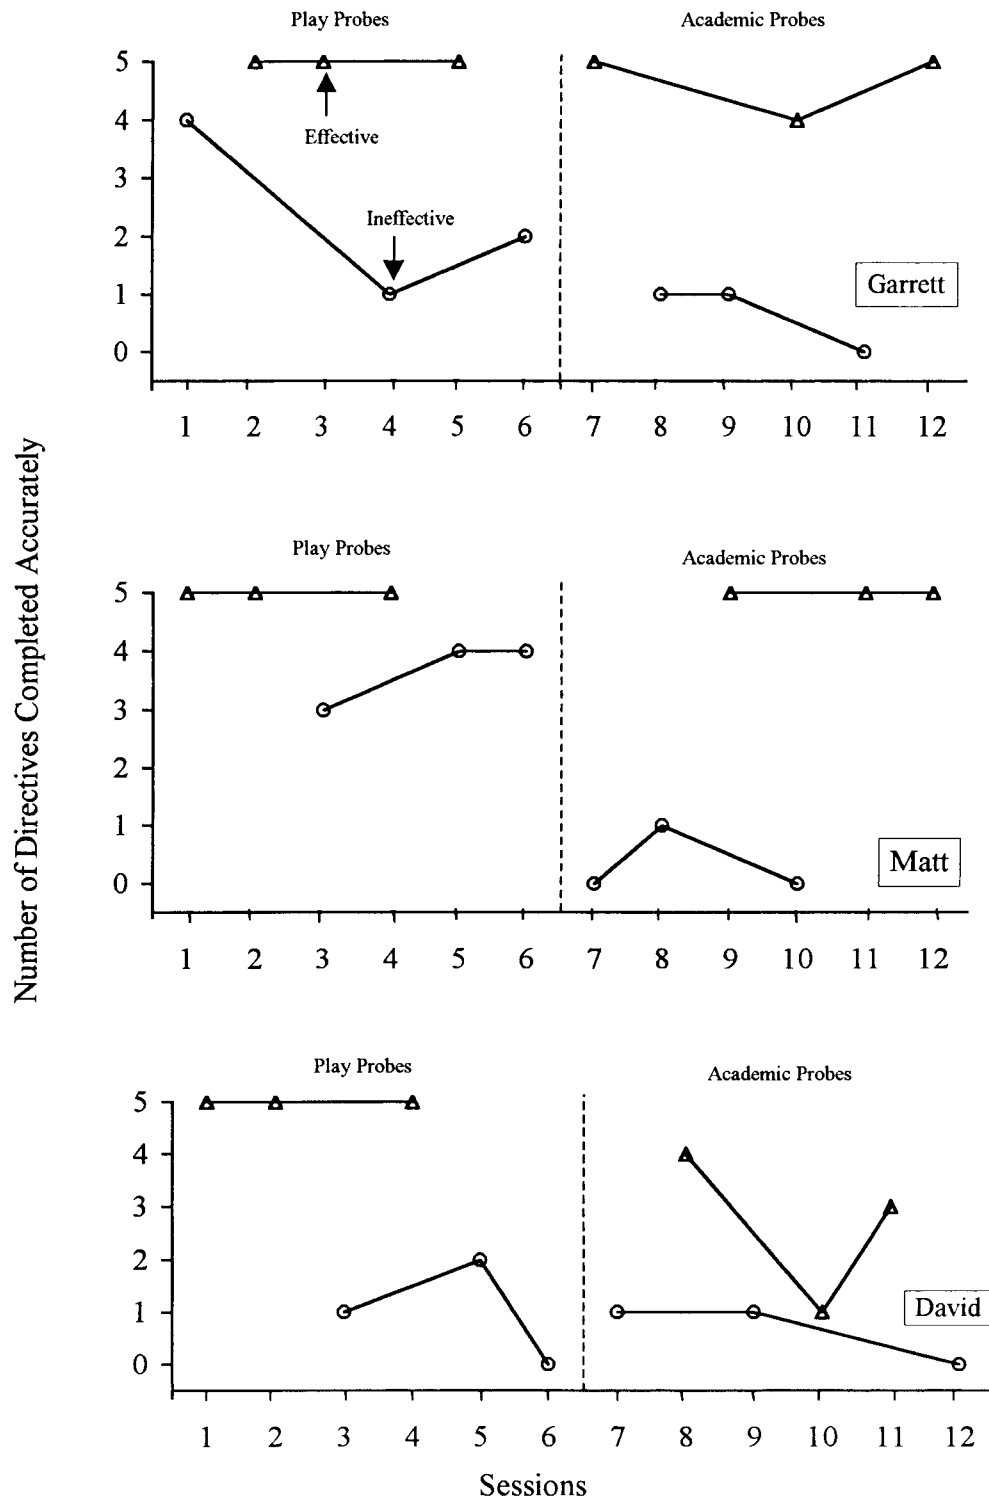 Play Probes Academic Probes
5
4
3
2
1
0
Effective
Ineffective
Garrett
1 2 3 4 5 6 7 8 9 10 11 12
Number of Directives Completed Accurately
Play Probes Academic Probes
5
4
3
2
1
0
Matt
1 2 3 4 5 6 7 8 9 10 11 12
Play Probes Academic Probes
5
4
3
2
1
0
David
1 2 3 4 5 6 7 8 9 10 11 12
Sessions